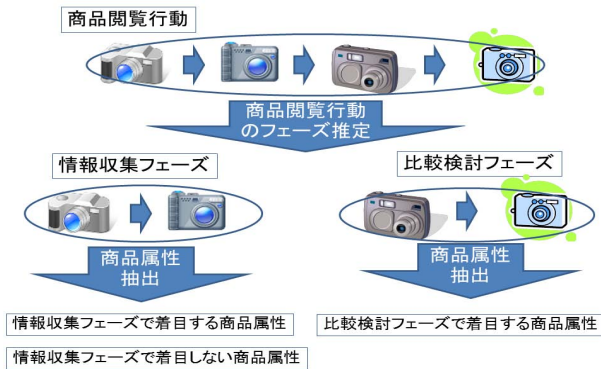 商品閲覧行動
商品閲覧行動
のフェーズ推定
情報収集フェーズ
比較検討フェーズ
商品属性
抽出
商品属性
抽出
情報収集フェーズで着目する商品属性
比較検討フェーズで着目する商品属性
情報収集フェーズで着目しない商品属性